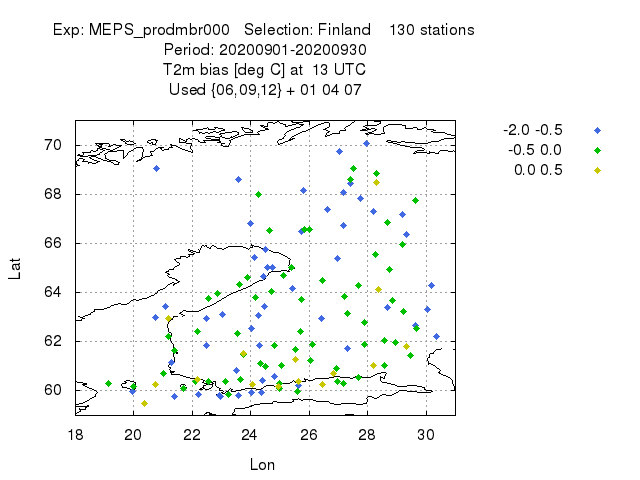 Exp: MEPS_prodmbr000 Selection: Finland 130 stations
Period: 20200901-20200930
T2m bias [deg C] at 13 UTC
Used {06,09,12} + 01 04 07
-2.0 -0.5
-0.5 0.0
0.0 0.5
70
68
66
64
62
60
Lat
18 20 22 24 26 28 30
Lon